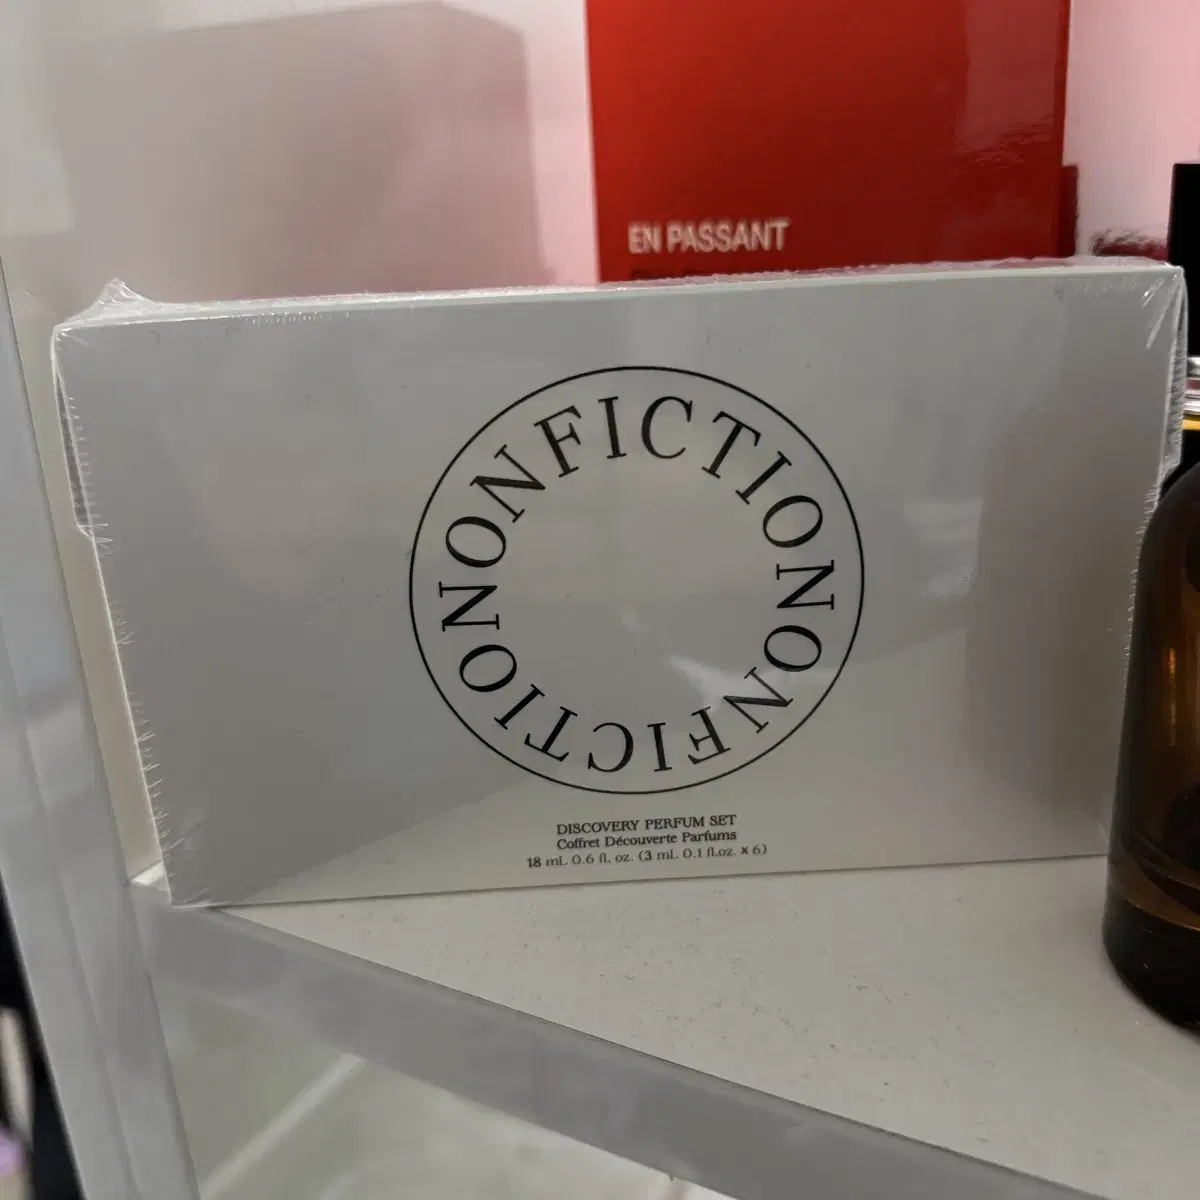 EN PASSANT
NONFICTIONONFICTIO
DISCOVERY PERFUM SET
Coffret Découverte Parfums
18 mL 0.6 fl. oz. (3 mL 0.1 fl.oz. x 6)